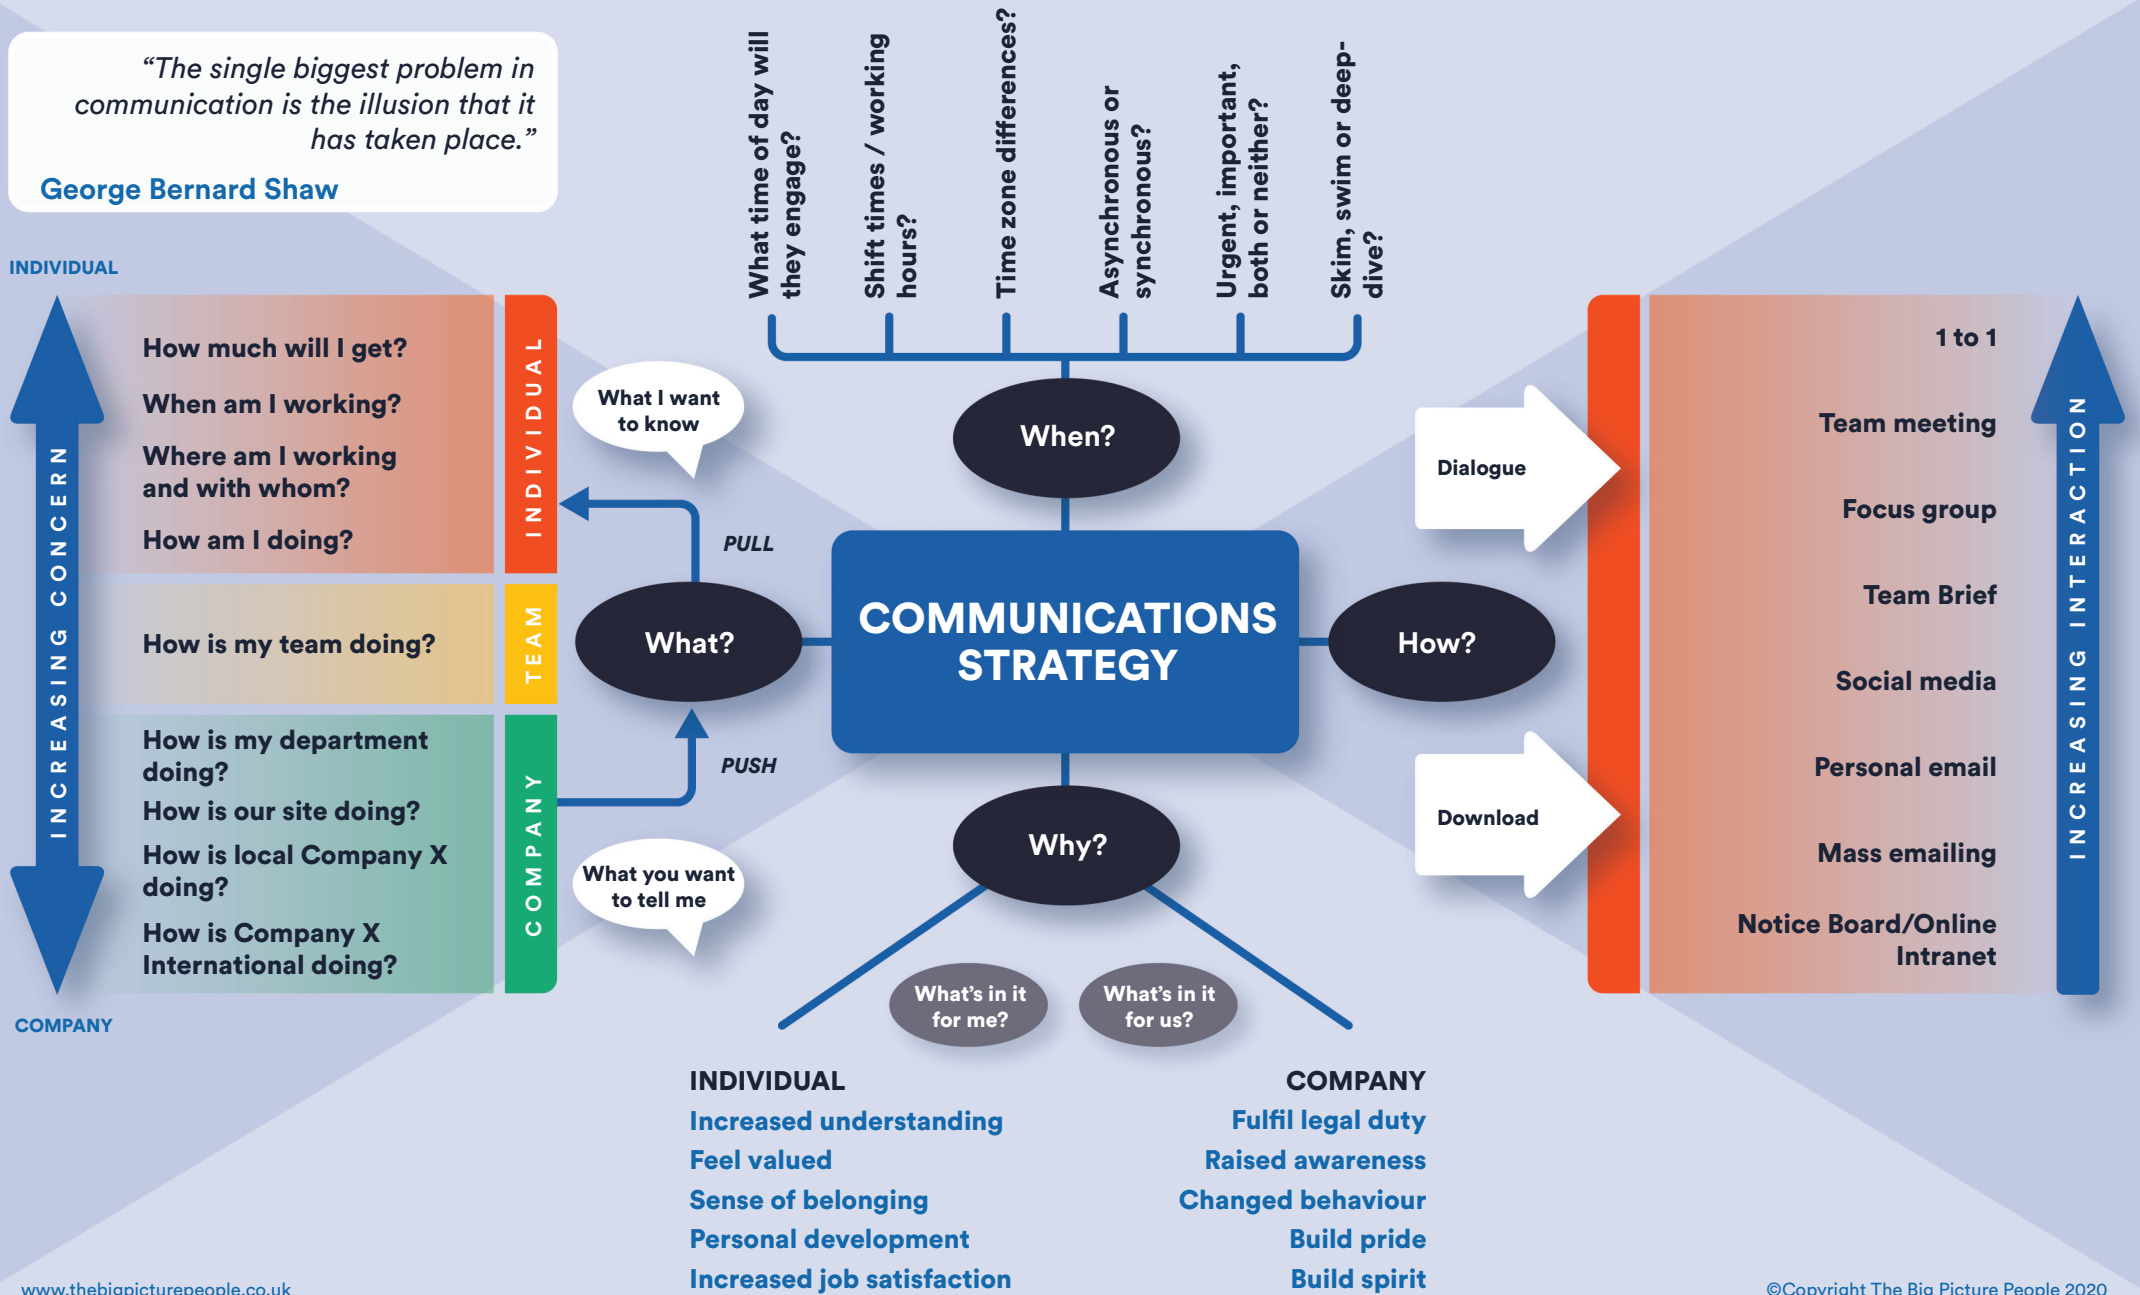 “The single biggest problem in
communication is the illusion that it
has taken place.”
George Bernard Shaw
INDIVIDUAL
INCREASING CONCERN
COMPANY
How much will I get?
When am I working?
Where am I working
and with whom?
How am I doing?
INDIVIDUAL
How is my team doing?
TEAM
How is my department
doing?
How is our site doing?
How is local Company X
doing?
How is Company X
International doing?
COMPANY
What I want
to know
PULL
What?
PUSH
What you want
to tell me
What time of day will
they engage?
Shift times / working
hours?
Time zone differences?
Asynchronous or
synchronous?
Urgent, important,
both or neither?
Skim, swim or deep-
dive?
When?
COMMUNICATIONS
STRATEGY
How?
Why?
What’s in it
for me?
What’s in it
for us?
INDIVIDUAL
Increased understanding
Feel valued
Sense of belonging
Personal development
Increased job satisfaction
COMPANY
Fulfil legal duty
Raised awareness
Changed behaviour
Build pride
Build spirit
Dialogue
Download
1 to 1
Team meeting
Focus group
Team Brief
Social media
Personal email
Mass emailing
Notice Board/Online
Intranet
INCREASING INTERACTION
www.thebigpicturepeople.co.uk
©Copyright The Big Picture People 2020